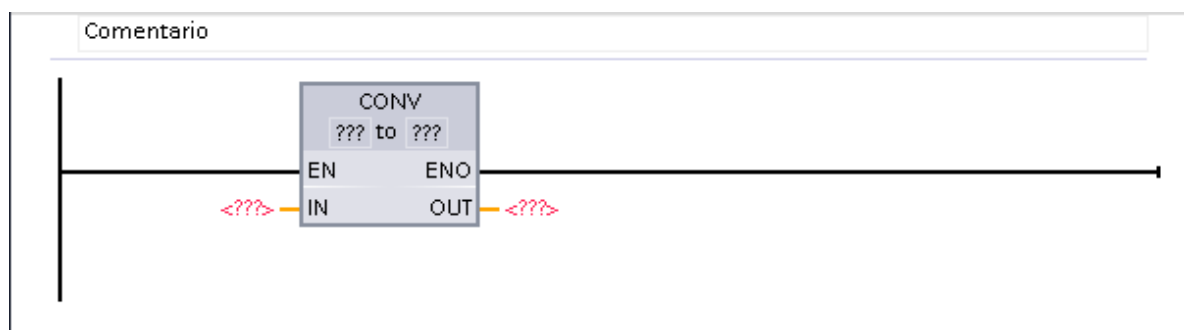 Comentario
CONV
??? to ???
EN ENO
<???> IN OUT <???>